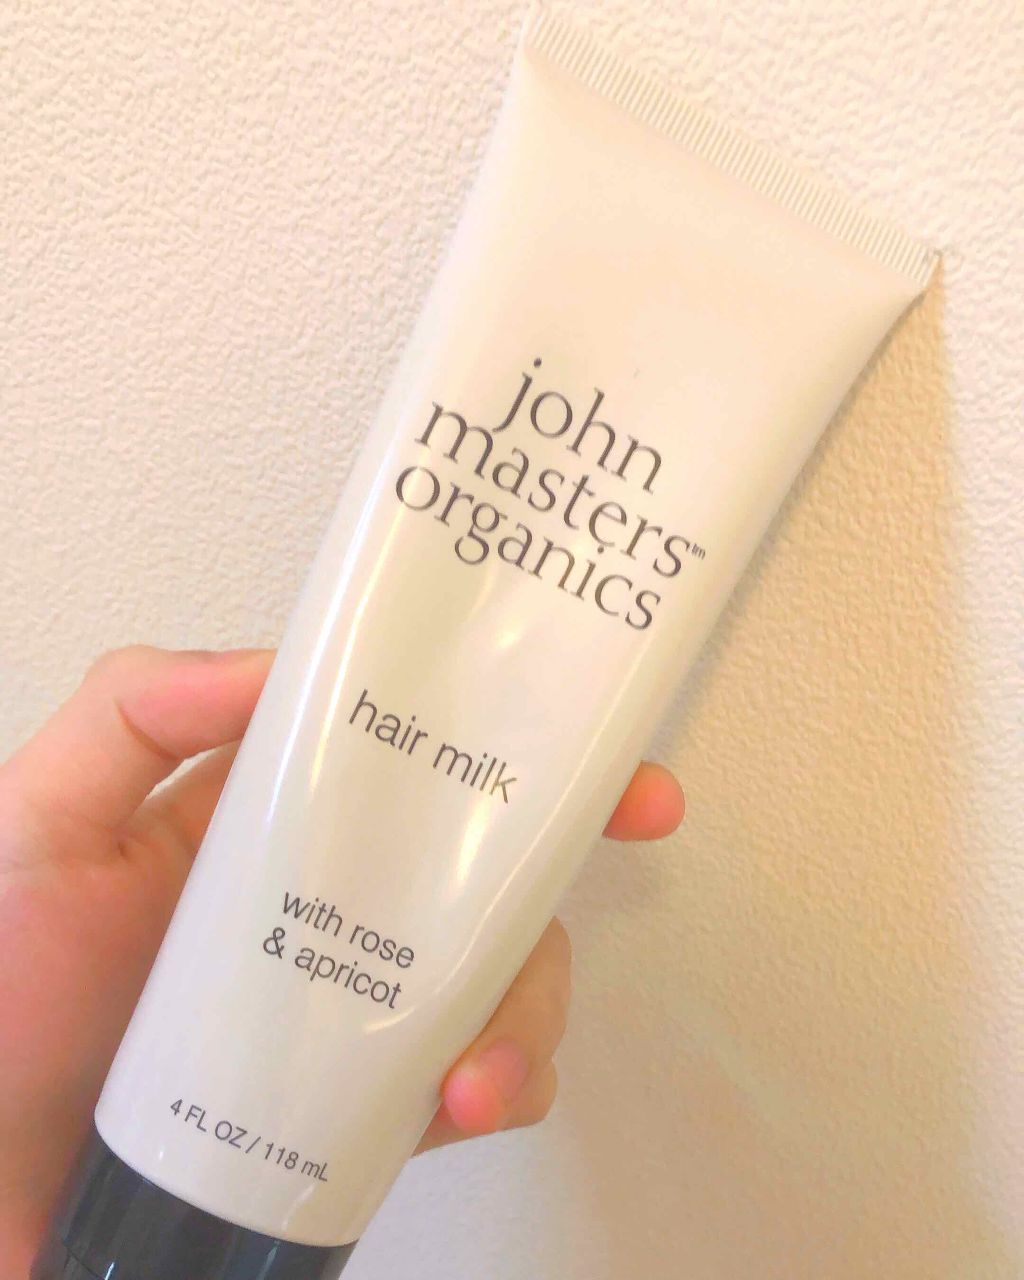 john
masters™
organics
hair milk
with rose
& apricot
4 FL OZ / 118 mL